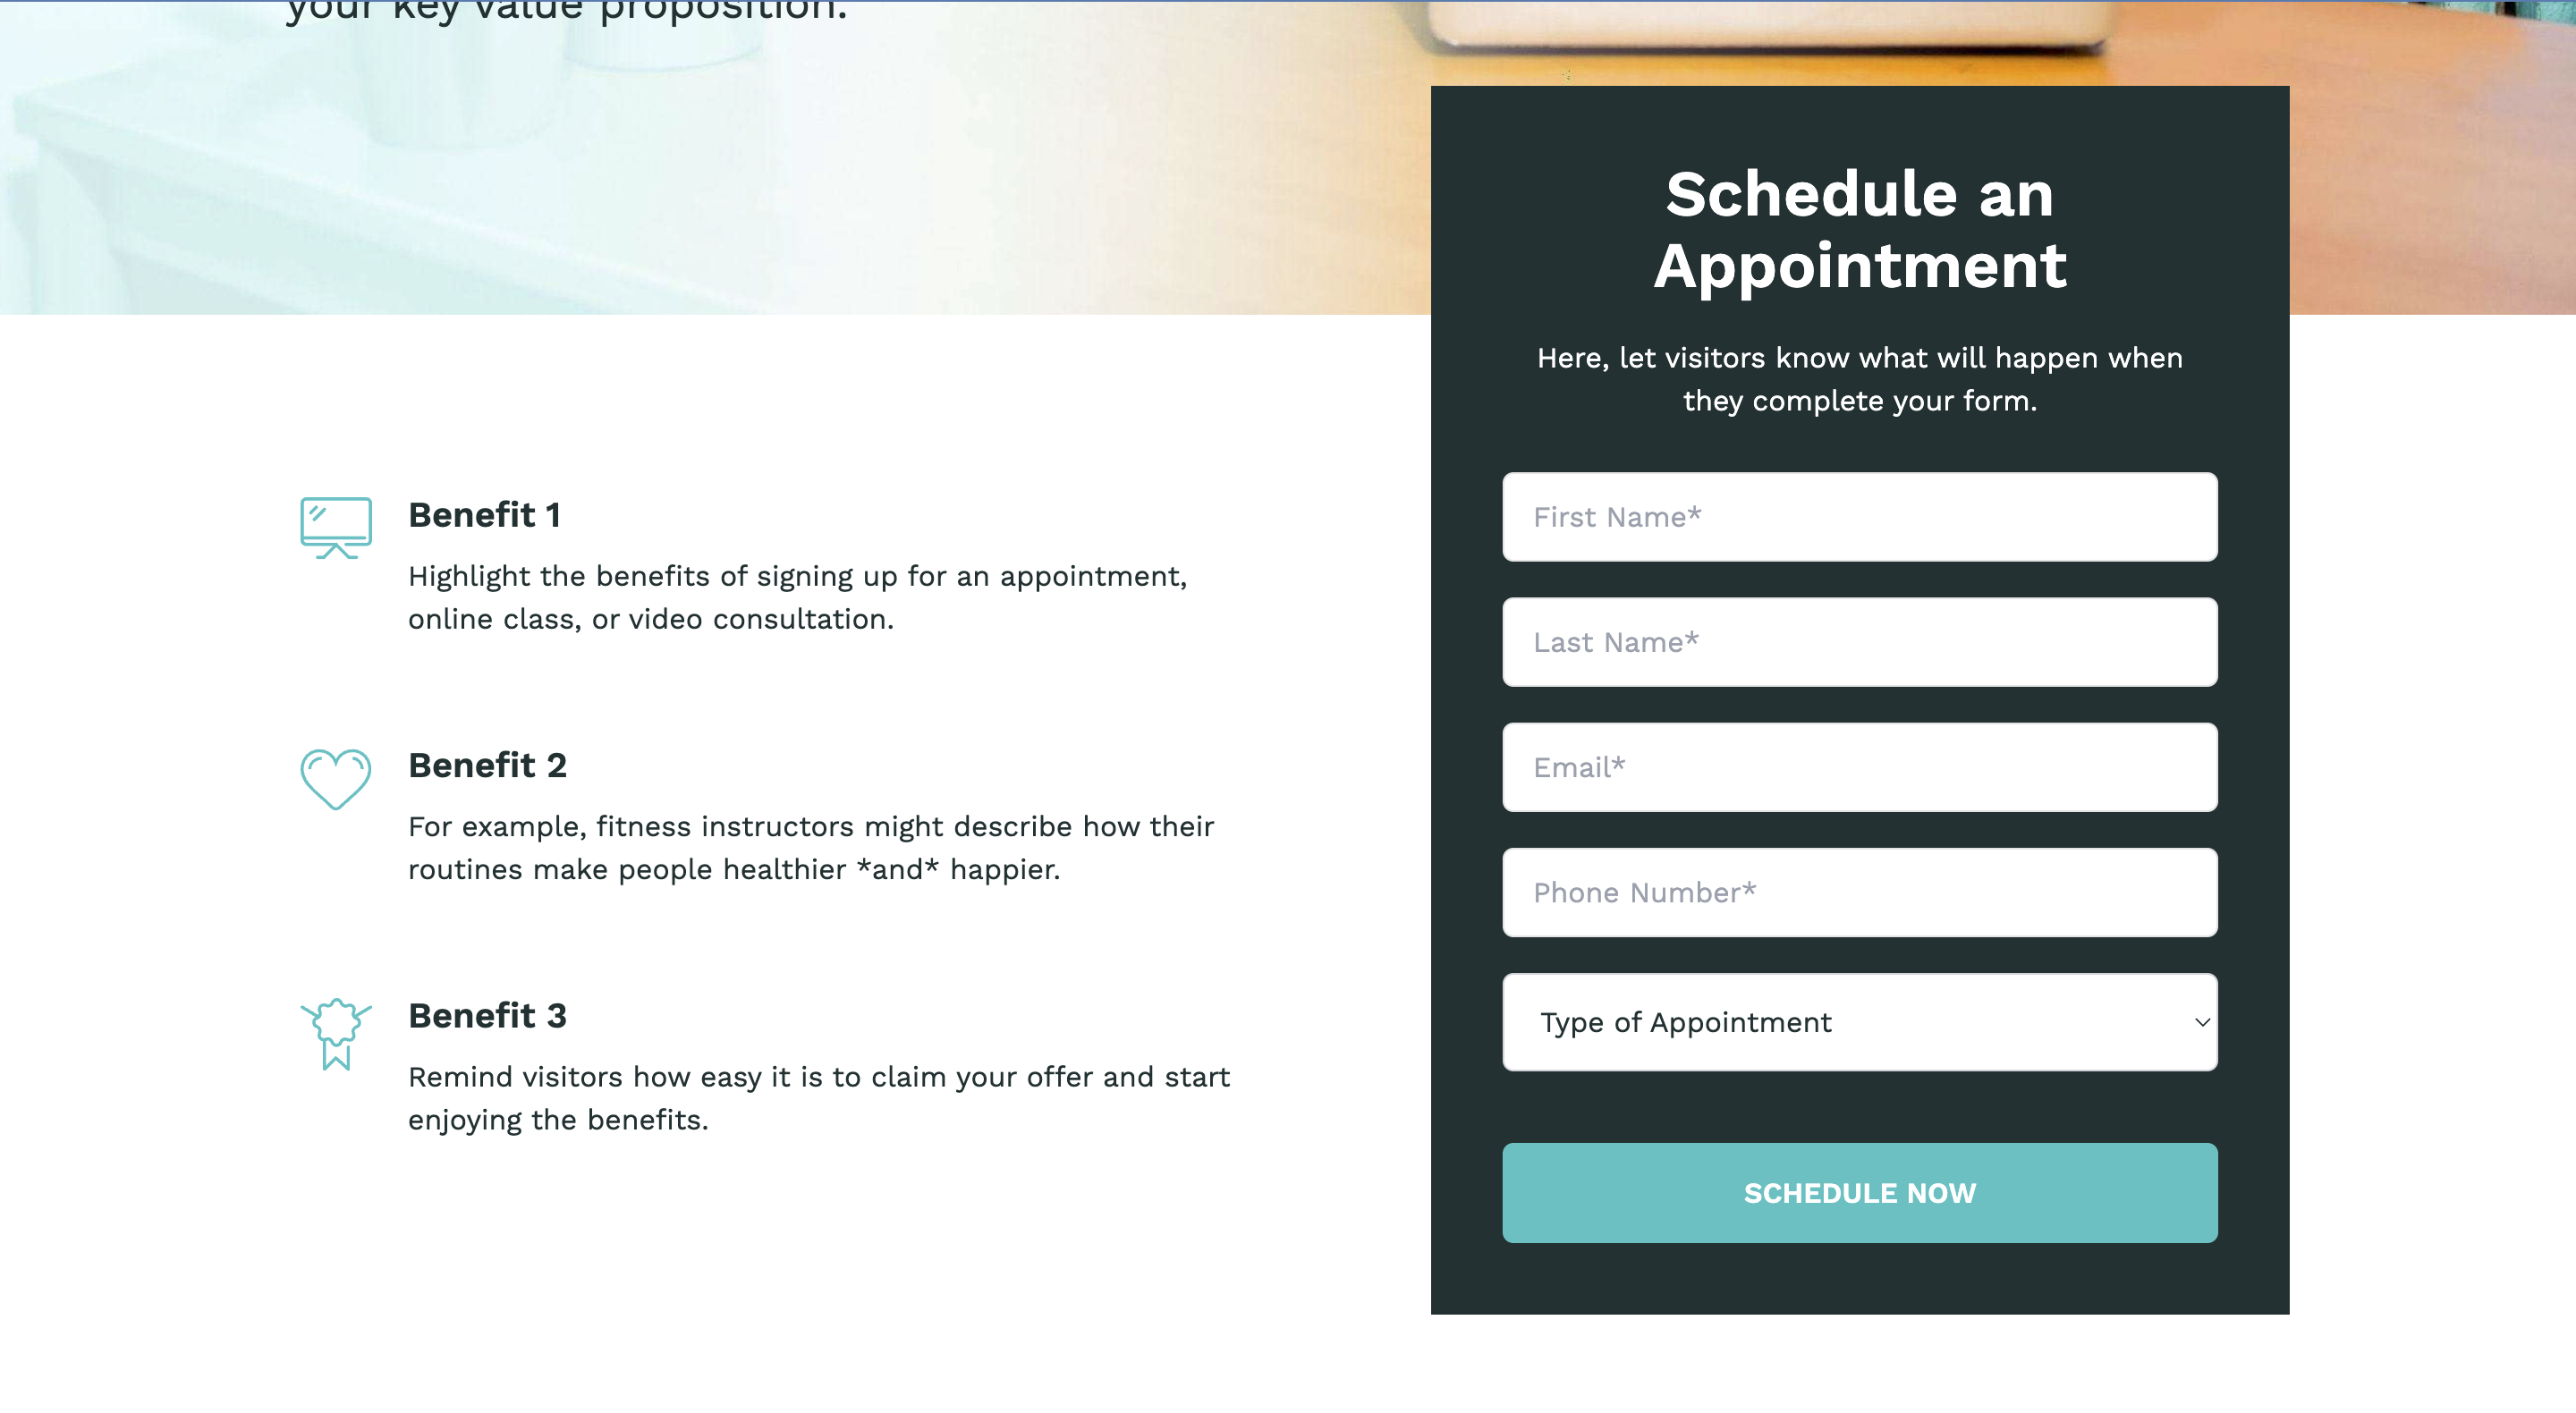 your key value proposition.
Schedule an
Appointment
Here, let visitors know what will happen when
they complete your form.
First Name*
Last Name*
Email*
Phone Number*
Type of Appointment
SCHEDULE NOW
Benefit 1
Highlight the benefits of signing up for an appointment,
online class, or video consultation.
Benefit 2
For example, fitness instructors might describe how their
routines make people healthier *and* happier.
Benefit 3
Remind visitors how easy it is to claim your offer and start
enjoying the benefits.